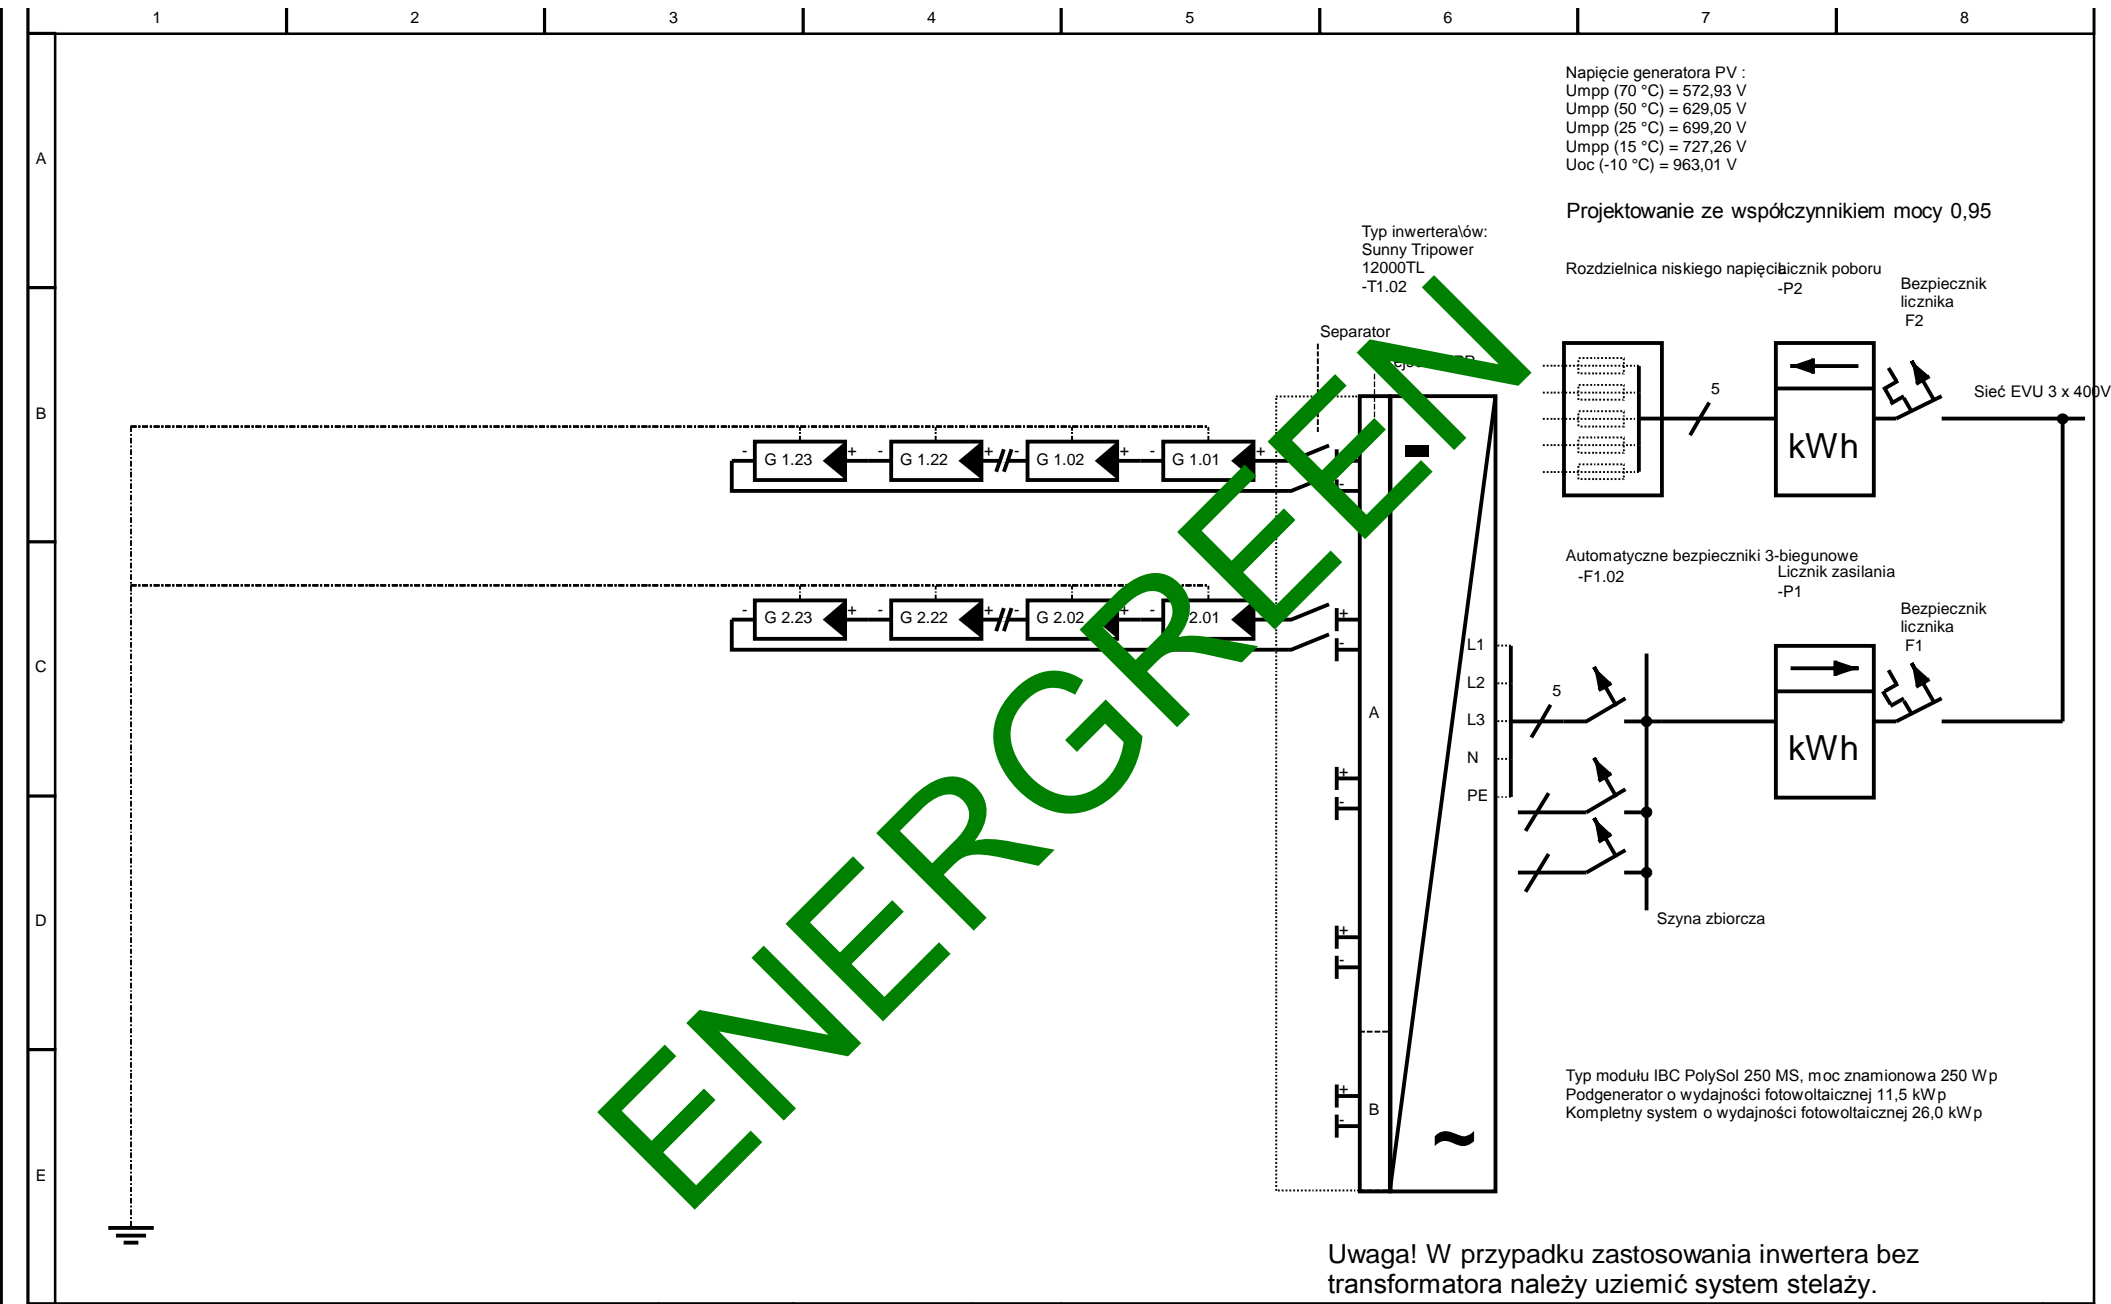 1 2 3 4 5 6 7 8
A
B
C
D
E
Napięcie generatora PV :
Umpp (70 °C) = 572,93 V
Umpp (50 °C) = 629,05 V
Umpp (25 °C) = 699,20 V
Umpp (15 °C) = 727,26 V
Uoc (-10 °C) = 963,01 V
Projektowanie ze współczynnikiem mocy 0,95
Typ inwertera\ów:
Sunny Tripower
12000TL
-T1.02
Separator
Rozdzielnica niskiego napięcia
Licznik poboru
-P2
Bezpiecznik
licznika
F2
5
kWh
Sieć EVU 3 x 400V
- G 1.23 + - G 1.22 + - G 1.02 + - G 1.01 +
-
- G 2.23 + - G 2.22 + - G 2.02 + - 2.01
+
-
Automatyczne bezpieczniki 3-biegunowe
-F1.02
Licznik zasilania
-P1
Bezpiecznik
licznika
F1
L1
L2
L3
N
PE
5
kWh
A
+
-
+
-
Szyna zbiorcza
B
+
-
~
Typ modułu IBC PolySol 250 MS, moc znamionowa 250 Wp
Podgenerator o wydajności fotowoltaicznej 11,5 kWp
Kompletny system o wydajności fotowoltaicznej 26,0 kWp
Uwaga! W przypadku zastosowania inwertera bez
transformatora należy uziemić system stelaży.
ENERGREEN